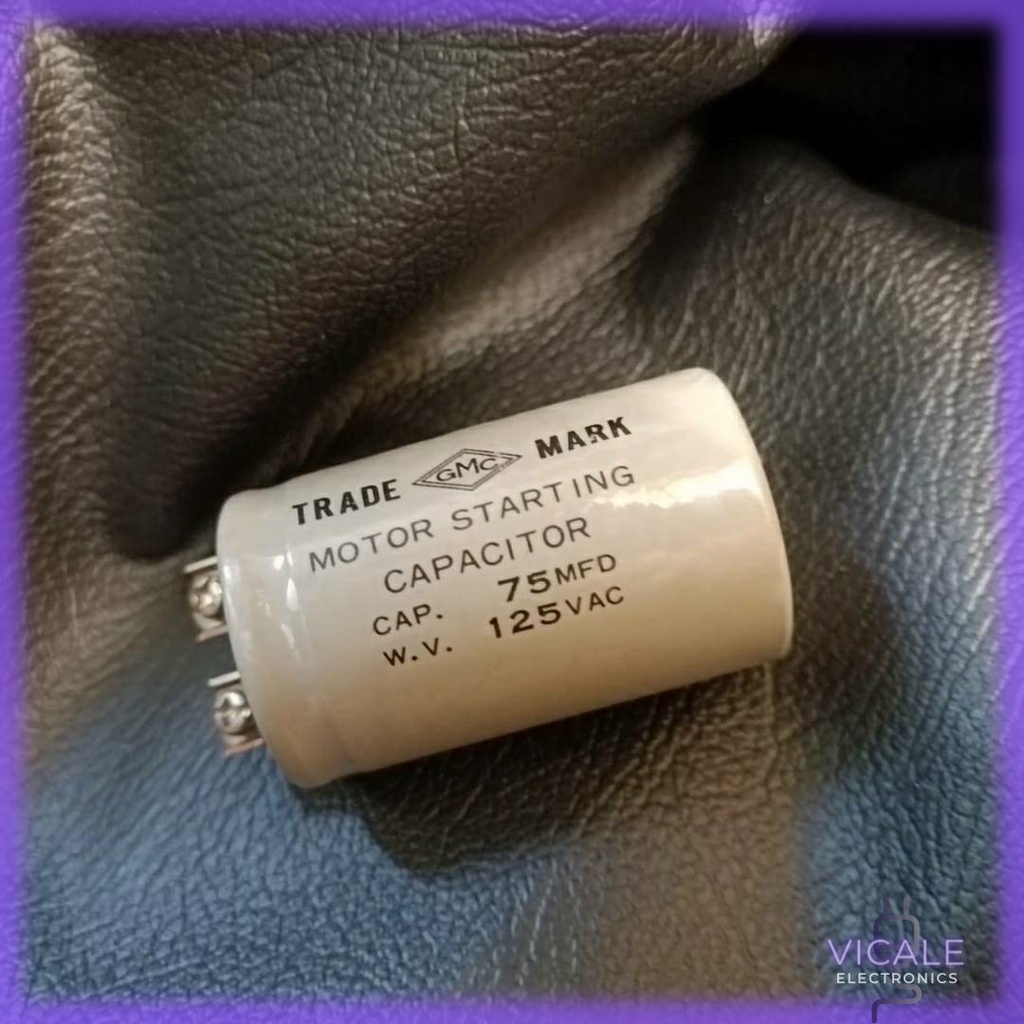 TRADE GMC MARK
MOTOR STARTING
CAPACITOR
CAP. 75MFD
W.V. 125VAC
VICALE
ELECTRONICS